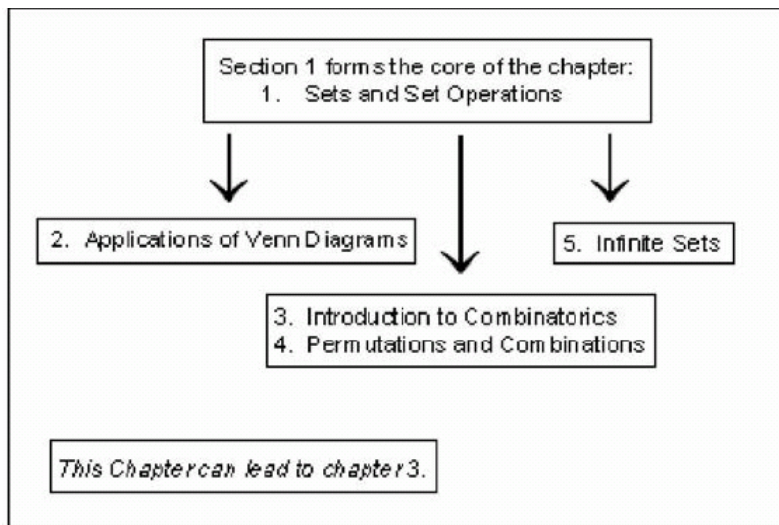 Section 1 forms the core of the chapter:
1. Sets and Set Operations
2. Applications of Venn Diagrams
5. Infinite Sets
3. Introduction to Combinatorics
4. Permutations and Combinations
This Chapter can lead to chapter 3.